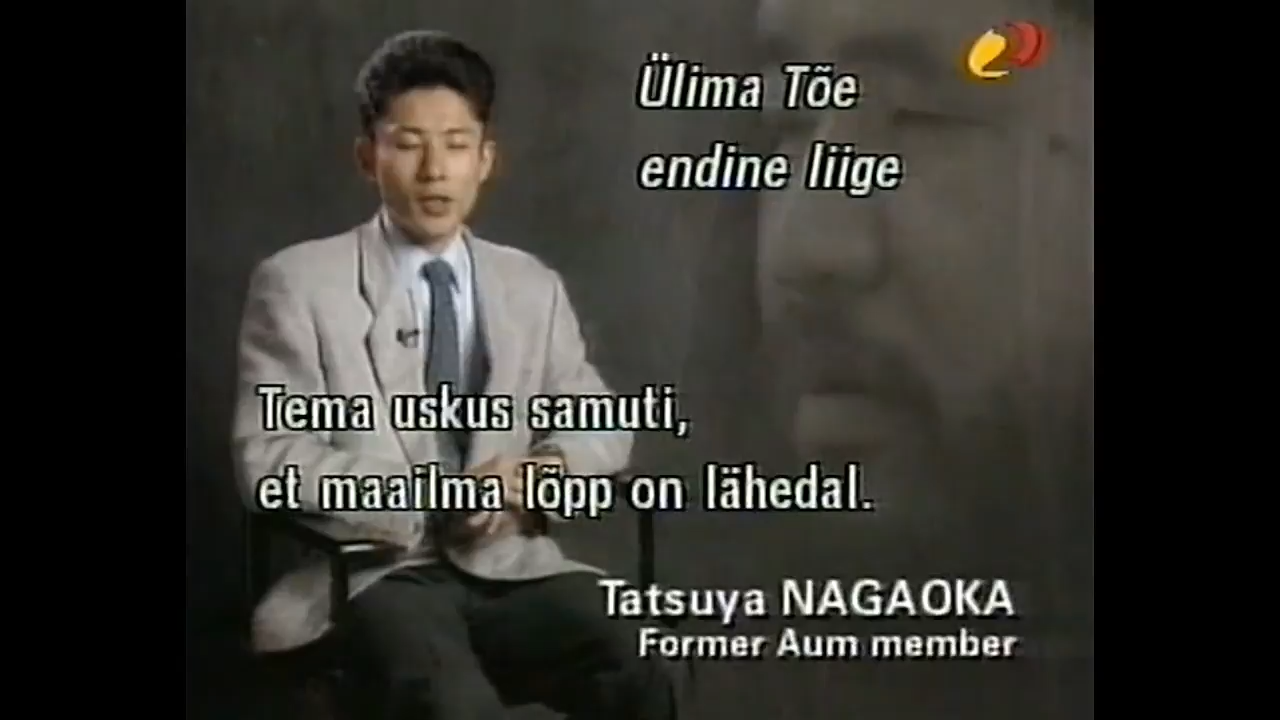 Ülima Tõe
endine liige
Tema uskus samuti,
et maailma lõpp on lähedal.
Tatsuya NAGAOKA
Former Aum member